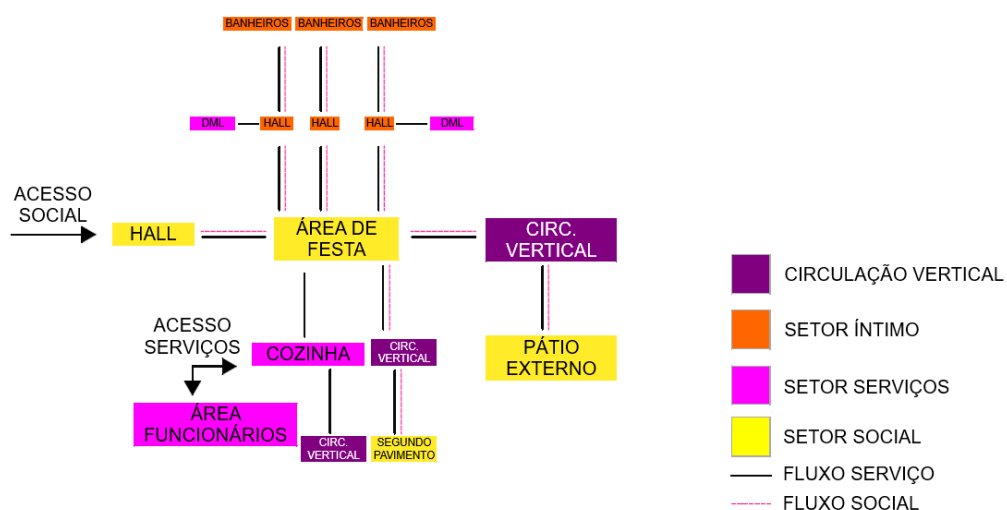 BANHEIROS BANHEIROS BANHEIROS
DML HALL HALL HALL DML
ACESSO
SOCIAL
HALL
ÁREA DE
FESTA
CIRC.
VERTICAL
ACESSO
SERVIÇOS
COZINHA
CIRC.
VERTICAL
PÁTIO
EXTERNO
ÁREA
FUNCIONÁRIOS
CIRC.
VERTICAL
SEGUNDO
PAVIMENTO
CIRCULAÇÃO VERTICAL
SETOR ÍNTIMO
SETOR SERVIÇOS
SETOR SOCIAL
FLUXO SERVIÇO
FLUXO SOCIAL